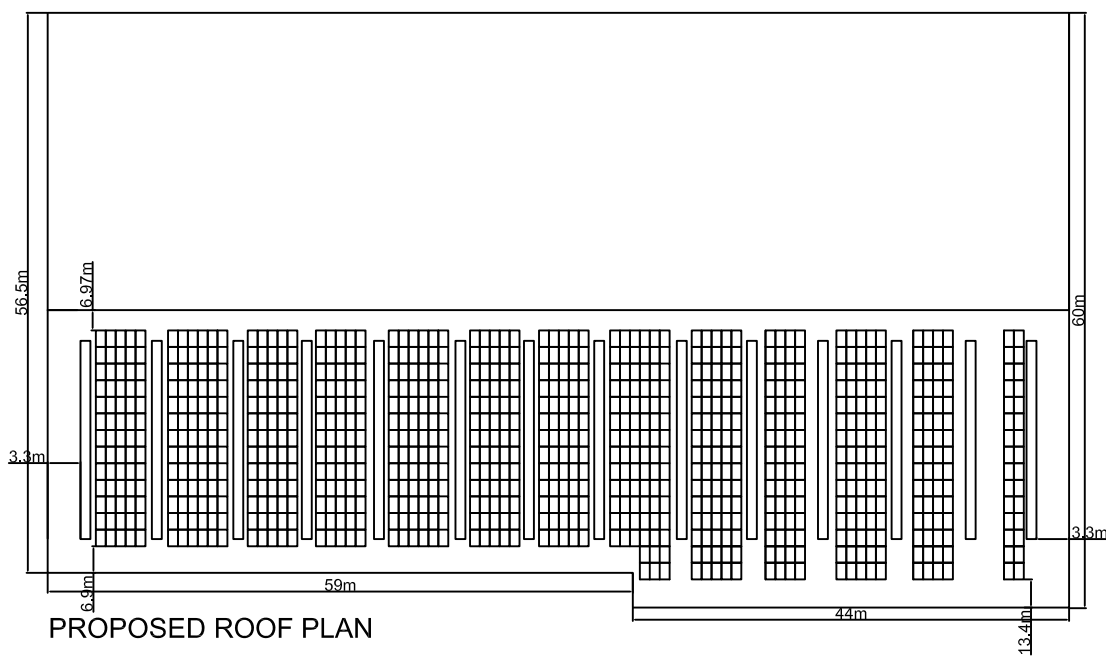 6.97m
56.5m
60m
3.3m
3.3m
59m
6.9m
44m
13.4m
PROPOSED ROOF PLAN